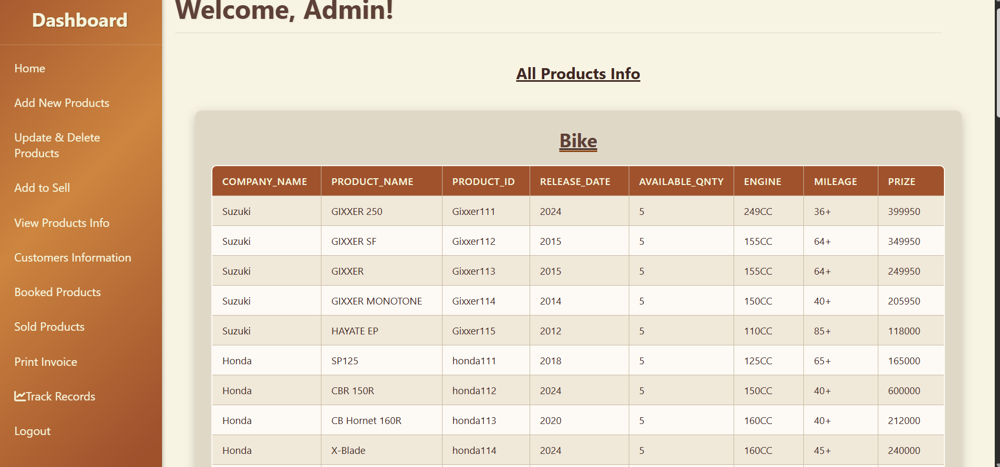 Dashboard
Home
Add New Products
Update & Delete
Products
Add to Sell
View Products Info
Customers Information
Booked Products
Sold Products
Print Invoice
Track Records
Logout
Welcome, Admin!
All Products Info
Bike
COMPANY_NAME PRODUCT_NAME PRODUCT_ID RELEASE_DATE AVAILABLE_QNTY ENGINE MILEAGE PRIZE
Suzuki GIXXER 250 Gixxer111 2024 5 249CC 36+ 399950
Suzuki GIXXER SF Gixxer112 2015 5 155CC 64+ 349950
Suzuki GIXXER Gixxer113 2015 5 155CC 64+ 249950
Suzuki GIXXER MONOTONE Gixxer114 2014 5 150CC 40+ 205950
Suzuki HAYATE EP Gixxer115 2012 5 110CC 85+ 118000
Honda SP125 honda111 2018 5 125CC 65+ 165000
Honda CBR 150R honda112 2024 5 150CC 40+ 600000
Honda CB Hornet 160R honda113 2020 5 160CC 40+ 212000
Honda X-Blade honda114 2024 5 160CC 45+ 240000